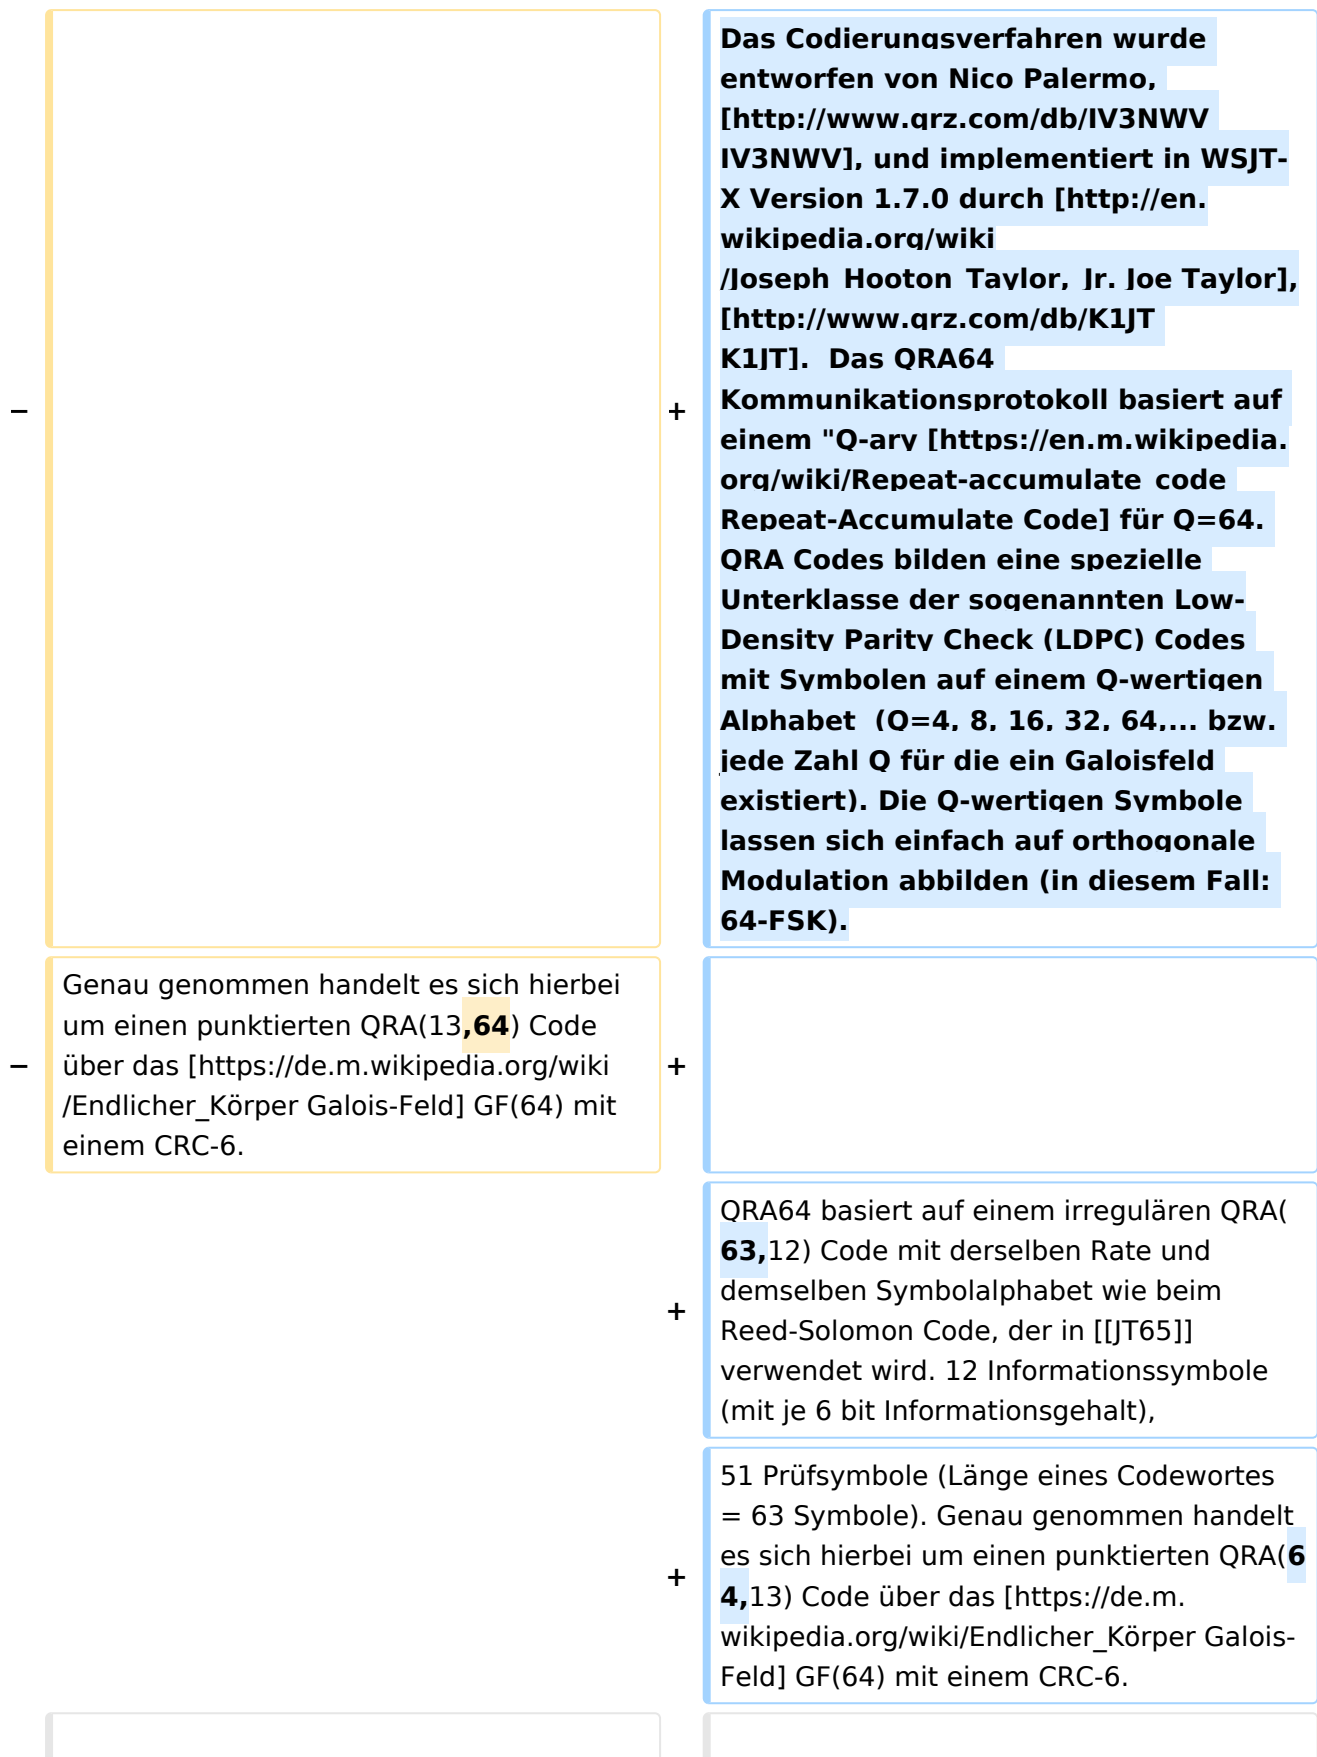 Das Codierungsverfahren wurde
entworfen von Nico Palermo,
[http://www.qrz.com/db/IV3NWV
IV3NWV], und implementiert in WSJT-
X Version 1.7.0 durch [http://en.
wikipedia.org/wiki
/Joseph_Hooton_Taylor,_Jr. Joe Taylor],
[http://www.qrz.com/db/K1JT
K1JT].  Das QRA64
− +
Kommunikationsprotokoll basiert auf
einem "Q-ary [https://en.m.wikipedia.
org/wiki/Repeat-accumulate_code
Repeat-Accumulate Code] für Q=64.
QRA Codes bilden eine spezielle
Unterklasse der sogenannten Low-
Density Parity Check (LDPC) Codes
mit Symbolen auf einem Q-wertigen
Alphabet  (Q=4, 8, 16, 32, 64,... bzw.
jede Zahl Q für die ein Galoisfeld
existiert). Die Q-wertigen Symbole
lassen sich einfach auf orthogonale
Modulation abbilden (in diesem Fall:
64-FSK).
Genau genommen handelt es sich hierbei
um einen punktierten QRA(13,64) Code
− über das [https://de.m.wikipedia.org/wiki +
/Endlicher_Körper Galois-Feld] GF(64) mit
einem CRC-6.
QRA64 basiert auf einem irregulären QRA(
63,12) Code mit derselben Rate und
demselben Symbolalphabet wie beim
+ Reed-Solomon Code, der in [[JT65]]
verwendet wird. 12 Informationssymbole
(mit je 6 bit Informationsgehalt),
51 Prüfsymbole (Länge eines Codewortes
= 63 Symbole). Genau genommen handelt
es sich hierbei um einen punktierten QRA(6
+ 4,13) Code über das [https://de.m.
wikipedia.org/wiki/Endlicher_Körper Galois-
Feld] GF(64) mit einem CRC-6.